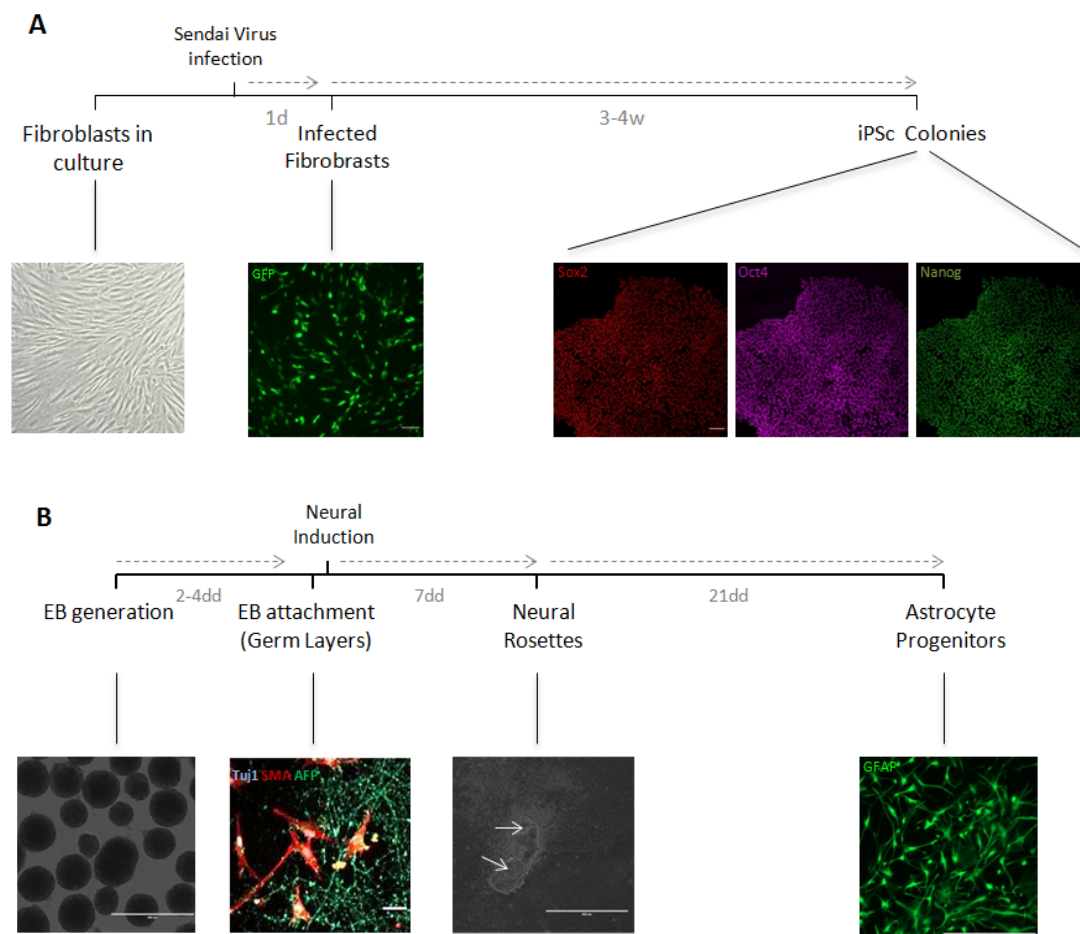 A
Sendai Virus
infection
1d
3-4w
Fibroblasts in
culture
Infected
Fibrobrasts
iPSc Colonies
GFP
Sox2
Oct4
Nanog
B
Neural
Induction
2-4dd
7dd
21dd
EB generation
EB attachment
(Germ Layers)
Neural
Rosettes
Astrocyte
Progenitors
Tuj1 SMA AFP
GFAP